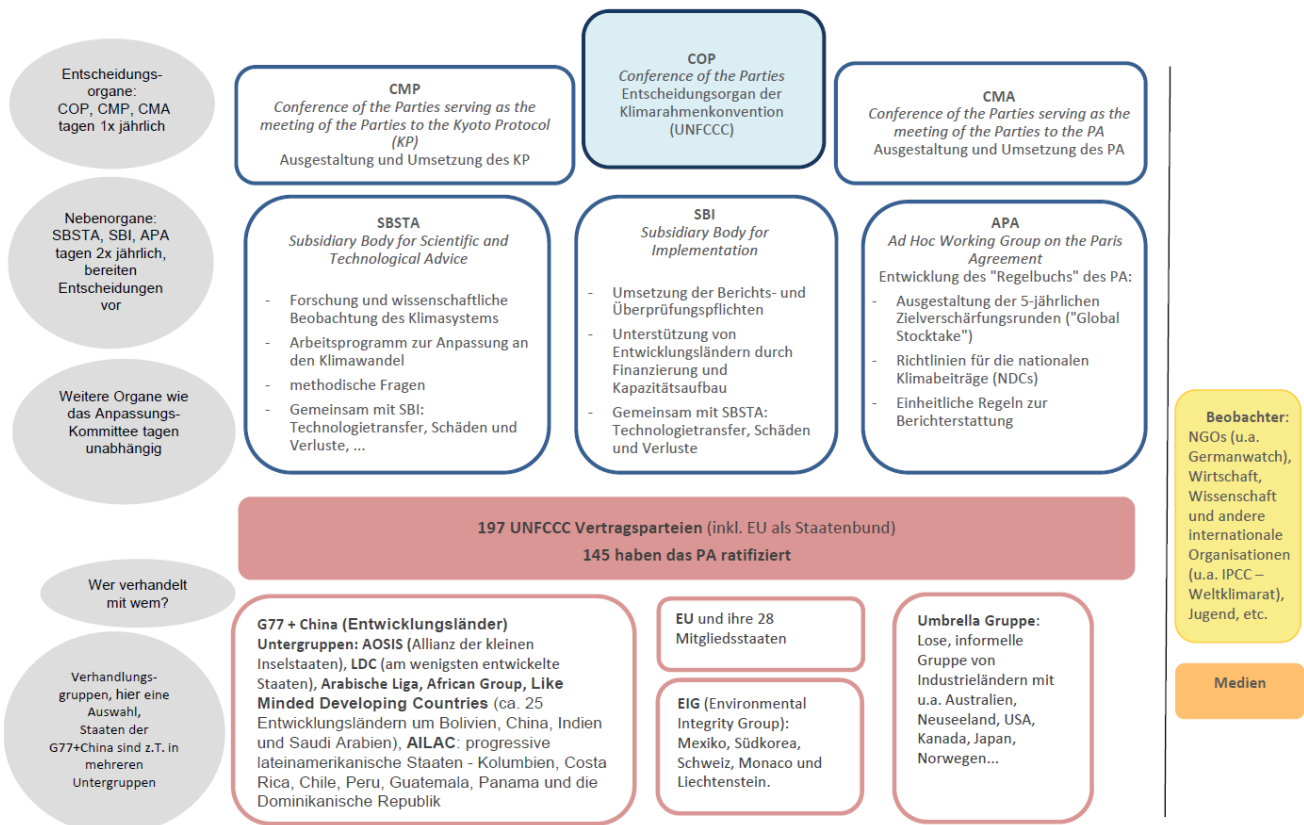 Entscheidungs-
organe:
COP, CMP, CMA
tagen 1x jährlich
CMP
Conference of the Parties serving as the
meeting of the Parties to the Kyoto Protocol
(KP)
Ausgestaltung und Umsetzung des KP
COP
Conference of the Parties
Entscheidungsorgan der
Klimarahmenkonvention
(UNFCCC)
CMA
Conference of the Parties serving as the
meeting of the Parties to the PA
Ausgestaltung und Umsetzung des PA
Nebenorgane:
SBSTA, SBI, APA
tagen 2x jährlich,
bereiten
Entscheidungen
vor
SBSTA
Subsidiary Body for Scientific and
Technological Advice
- Forschung und wissenschaftliche
Beobachtung des Klimasystems
- Arbeitsprogramm zur Anpassung an
den Klimawandel
- methodische Fragen
- Gemeinsam mit SBI:
Technologietransfer, Schäden und
Verluste, ...
SBI
Subsidiary Body for
Implementation
- Umsetzung der Berichts- und
Überprüfungspflichten
- Unterstützung von
Entwicklungsländern durch
Finanzierung und
Kapazitätsaufbau
- Gemeinsam mit SBSTA:
Technologietransfer, Schäden
und Verluste
APA
Ad Hoc Working Group on the Paris
Agreement
Entwicklung des "Regelbuchs" des PA:
- Ausgestaltung der 5-jährlichen
Zielverschärfungsrunden ("Global
Stocktake")
- Richtlinien für die nationalen
Klimabeiträge (NDCs)
- Einheitliche Regeln zur
Berichterstattung
Weitere Organe wie
das Anpassungs-
Kommittee tagen
unabhängig
197 UNFCCC Vertragsparteien (inkl. EU als Staatenbund)
145 haben das PA ratifiziert
Wer verhandelt
mit wem?
Verhandlungs-
gruppen, hier eine
Auswahl,
Staaten der
G77+China sind z.T. in
mehreren
Untergruppen
G77 + China (Entwicklungsländer)
Untergruppen: AOSIS (Allianz der kleinen
Inselstaaten), LDC (am wenigsten entwickelte
Staaten), Arabische Liga, African Group, Like
Minded Developing Countries (ca. 25
Entwicklungsländern um Bolivien, China, Indien
und Saudi Arabien), AILAC: progressive
lateinamerikanische Staaten - Kolumbien, Costa
Rica, Chile, Peru, Guatemala, Panama und die
Dominikanische Republik
EU und ihre 28
Mitgliedsstaaten
EIG (Environmental
Integrity Group):
Mexiko, Südkorea,
Schweiz, Monaco und
Liechtenstein.
Umbrella Gruppe:
Lose, informelle
Gruppe von
Industrieländern mit
u.a. Australien,
Neuseeland, USA,
Kanada, Japan,
Norwegen...
Beobachter:
NGOs (u.a.
Germanwatch),
Wirtschaft,
Wissenschaft
und andere
internationale
Organisationen
(u.a. IPCC –
Weltklimarat),
Jugend, etc.
Medien